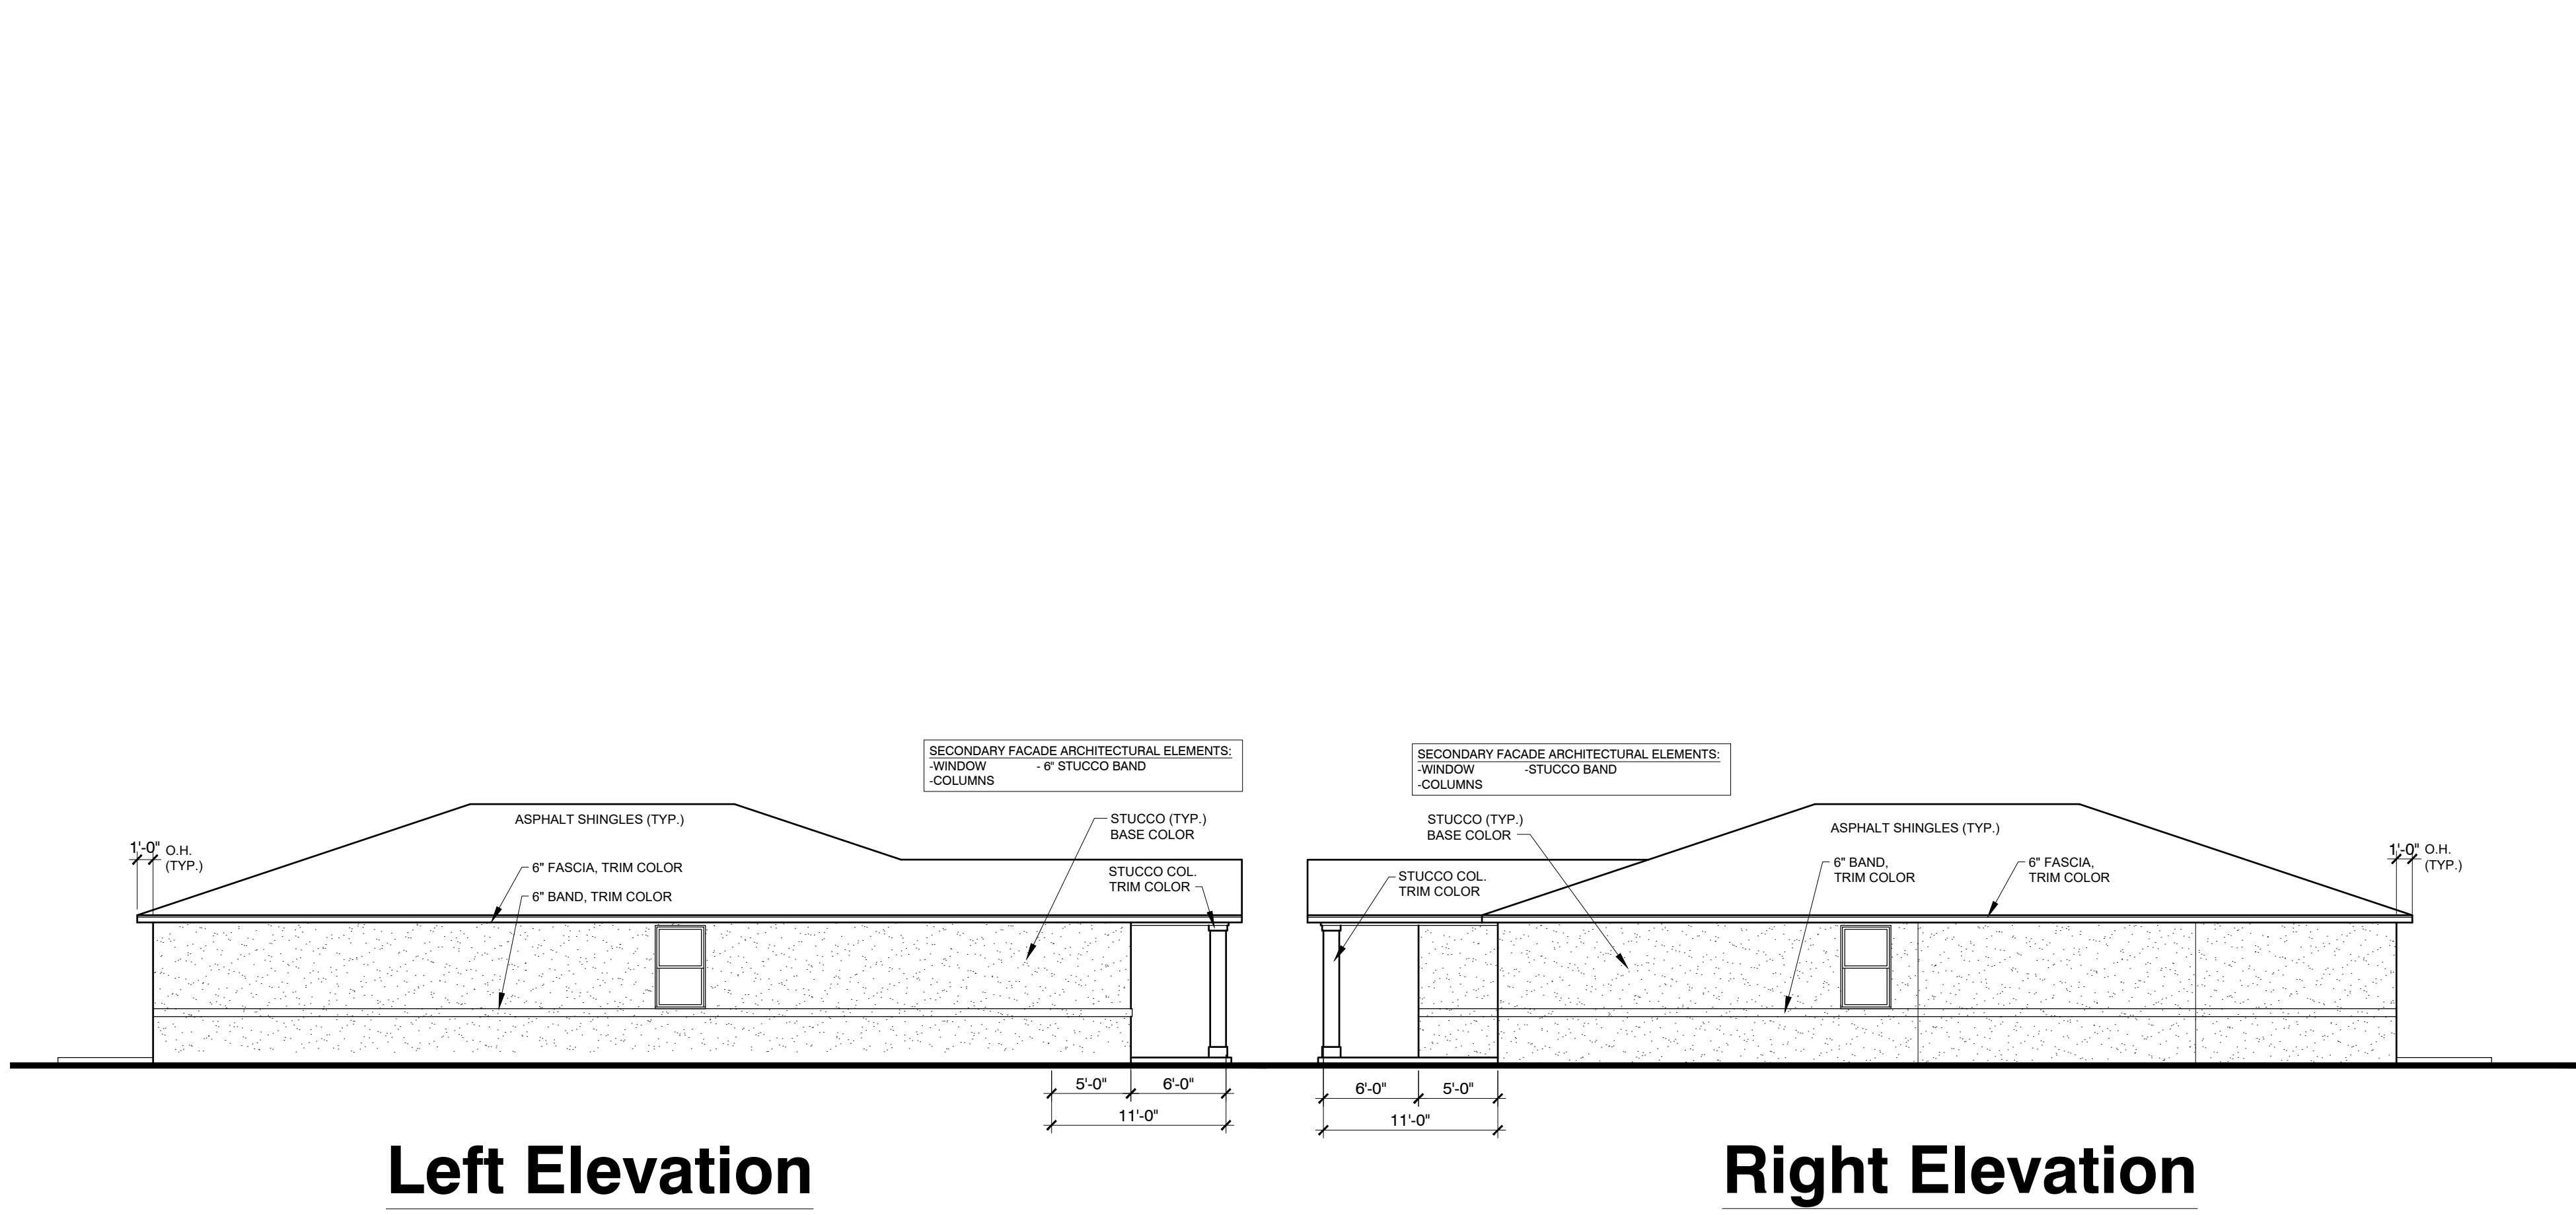 SECONDARY FACADE ARCHITECTURAL ELEMENTS:
-WINDOW - 6" STUCCO BAND
-COLUMNS
ASPHALT SHINGLES (TYP.)
STUCCO (TYP.)
BASE COLOR
1'-0" O.H.
(TYP.)
6" FASCIA, TRIM COLOR
STUCCO COL.
TRIM COLOR
6" BAND, TRIM COLOR
5'-0" 6'-0"
11'-0"
Left Elevation
SECONDARY FACADE ARCHITECTURAL ELEMENTS:
-WINDOW -STUCCO BAND
-COLUMNS
STUCCO (TYP.)
BASE COLOR
ASPHALT SHINGLES (TYP.)
1'-0" O.H.
(TYP.)
STUCCO COL.
TRIM COLOR
6" BAND,
TRIM COLOR
6" FASCIA,
TRIM COLOR
6'-0" 5'-0"
11'-0"
Right Elevation